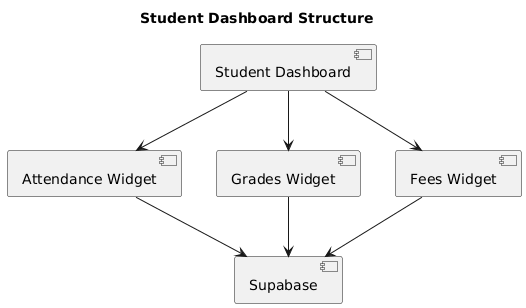 Student Dashboard Structure
Student Dashboard
Attendance Widget
Grades Widget
Fees Widget
Supabase